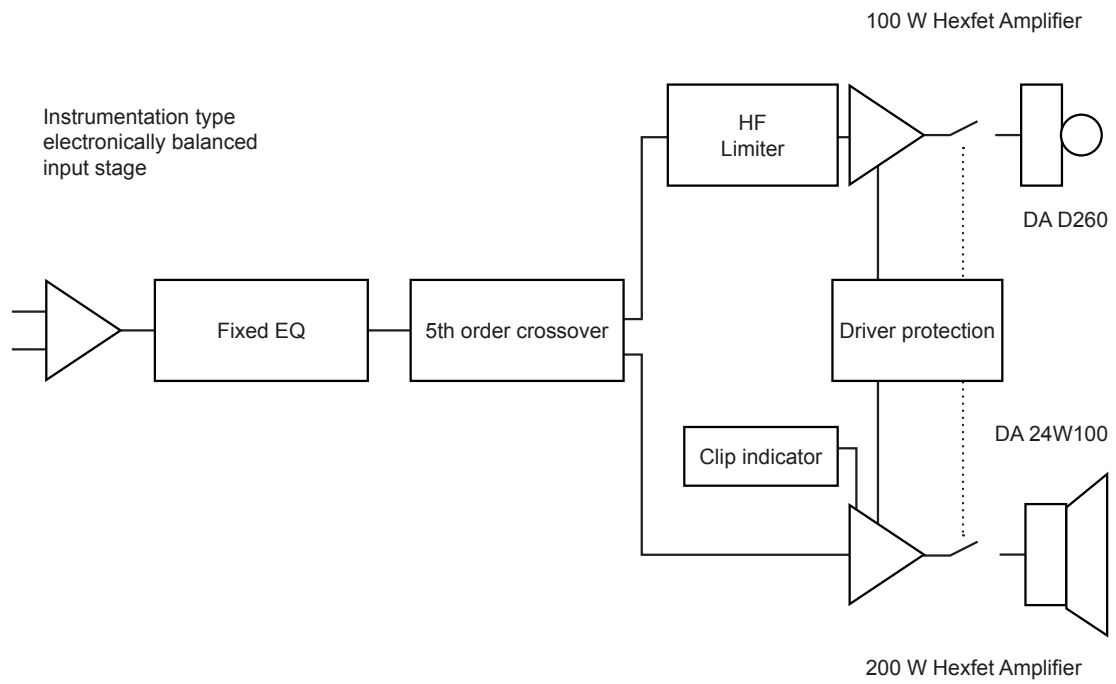 100 W Hexfet Amplifier
Instrumentation type
electronically balanced
input stage
HF
Limiter
DA D260
Fixed EQ
5th order crossover
Driver protection
DA 24W100
Clip indicator
200 W Hexfet Amplifier